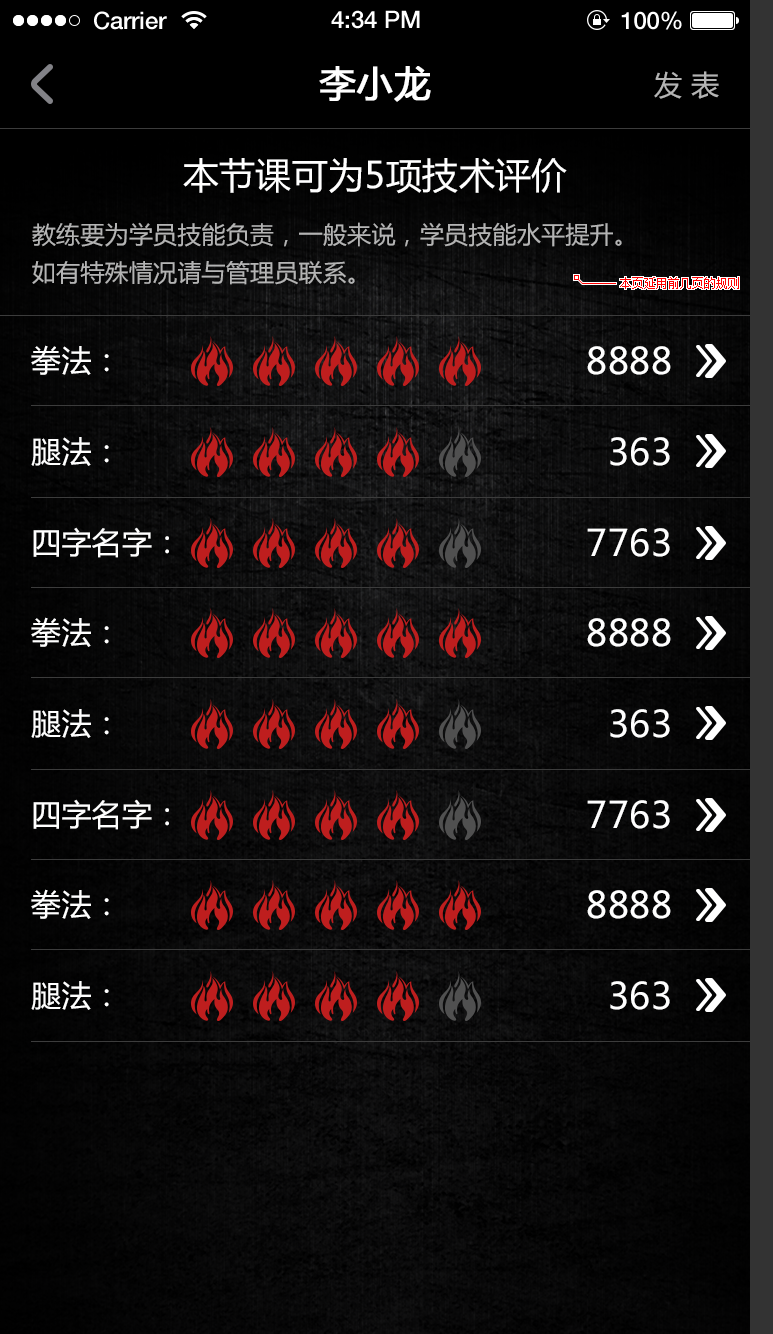 Carrier 4:34 PM 100%
李小龙 发表
本节课可为5项技术评价
教练要为学员技能负责，一般来说，学员技能水平提升。
如有特殊情况请与管理员联系。
本页延用前几页的规则
拳法： 8888
腿法： 363
四字名字： 7763
拳法： 8888
腿法： 363
四字名字： 7763
拳法： 8888
腿法： 363